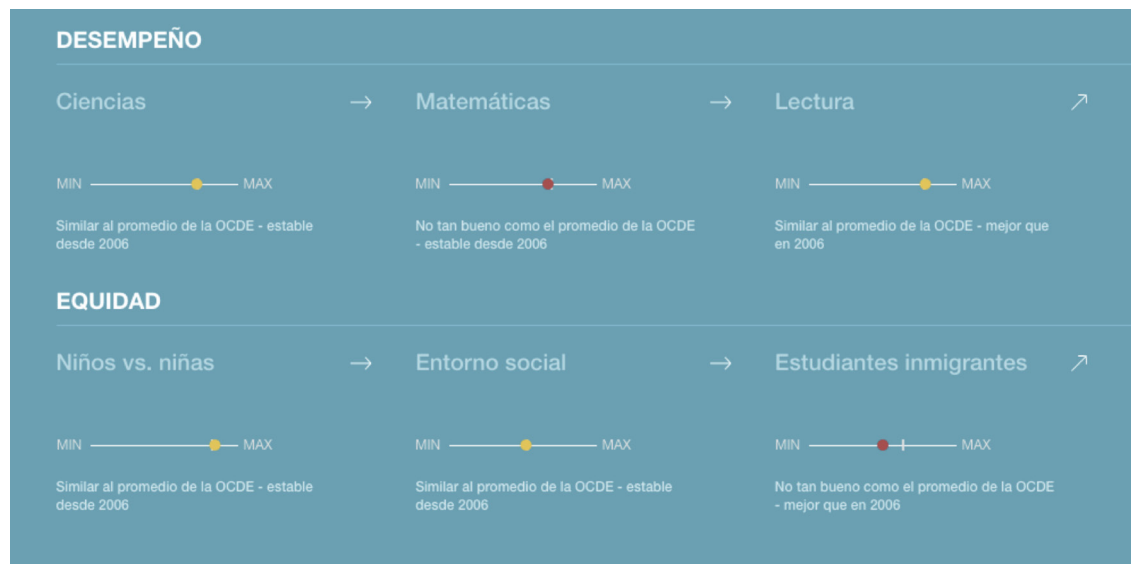 DESEMPEÑO
Ciencias → Matemáticas → Lectura ↗
MIN MAX MIN MAX MIN MAX
Similar al promedio de la OCDE - estable
desde 2006
No tan bueno como el promedio de la OCDE
- estable desde 2006
Similar al promedio de la OCDE - mejor que
en 2006
EQUIDAD
Niños vs. niñas → Entorno social → Estudiantes inmigrantes ↗
MIN MAX MIN MAX MIN MAX
Similar al promedio de la OCDE - estable
desde 2006
Similar al promedio de la OCDE - estable
desde 2006
No tan bueno como el promedio de la OCDE
- mejor que en 2006